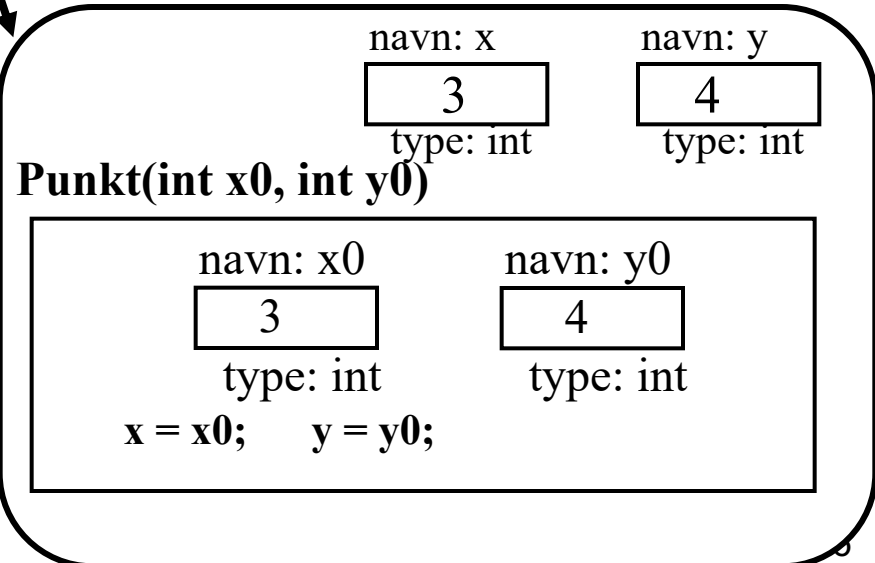 navn: x navn: y
3 4
type: int type: int
Punkt(int x0, int y0)
navn: x0 navn: y0
3 4
type: int type: int
x = x0; y = y0;